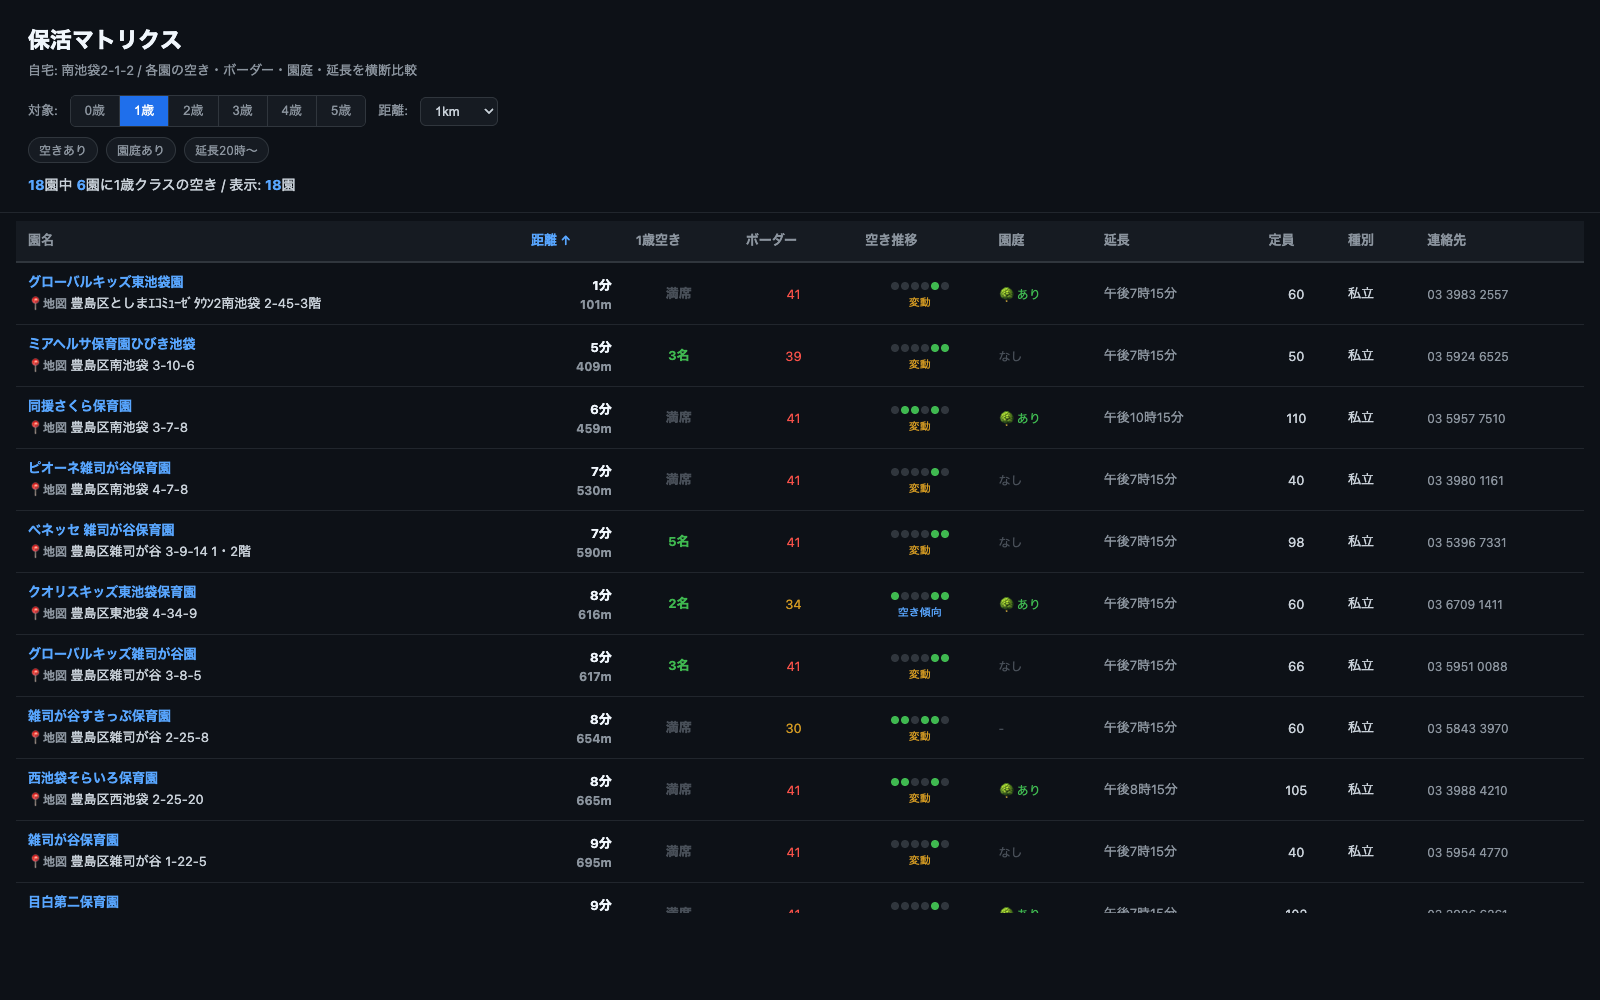 保活マトリクス
自宅: 南池袋2-1-2 / 各園の空き・ボーダー・園庭・延長を横断比較
対象: 0歳 1歳 2歳 3歳 4歳 5歳 距離: 1km
空きあり 園庭あり 延長20時〜
18園中 6園に1歳クラスの空き / 表示: 18園
園名 距離 ↑ 1歳空き ボーダー 空き推移 園庭 延長 定員 種別 連絡先
グローバルキッズ東池袋園
📍地図 豊島区としまエコミューゼタウン2南池袋 2-45-3階
1分
101m
満席 41 変動 あり 午後7時15分 60 私立 03 3983 2557
ミアヘルサ保育園ひびき池袋
📍地図 豊島区南池袋 3-10-6
5分
409m
3名 39 変動 なし 午後7時15分 50 私立 03 5924 6525
同援さくら保育園
📍地図 豊島区南池袋 3-7-8
6分
459m
満席 41 変動 あり 午後10時15分 110 私立 03 5957 7510
ピオーネ雑司が谷保育園
📍地図 豊島区南池袋 4-7-8
7分
530m
満席 41 変動 なし 午後7時15分 40 私立 03 3980 1161
ベネッセ 雑司が谷保育園
📍地図 豊島区雑司が谷 3-9-14 1・2階
7分
590m
5名 41 変動 なし 午後7時15分 98 私立 03 5396 7331
クオリスキッズ東池袋保育園
📍地図 豊島区東池袋 4-34-9
8分
616m
2名 34 空き傾向 あり 午後7時15分 60 私立 03 6709 1411
グローバルキッズ雑司が谷園
📍地図 豊島区雑司が谷 3-8-5
8分
617m
3名 41 変動 なし 午後7時15分 66 私立 03 5951 0088
雑司が谷すきっぷ保育園
📍地図 豊島区雑司が谷 2-25-8
8分
654m
満席 30 変動 - 午後7時15分 60 私立 03 5843 3970
西池袋そらいろ保育園
📍地図 豊島区西池袋 2-25-20
8分
665m
満席 41 変動 あり 午後8時15分 105 私立 03 3988 4210
雑司が谷保育園
📍地図 豊島区雑司が谷 1-22-5
9分
695m
満席 41 変動 なし 午後7時15分 40 私立 03 5954 4770
目白第二保育園
9分
満席 41 あり 午後7時15分